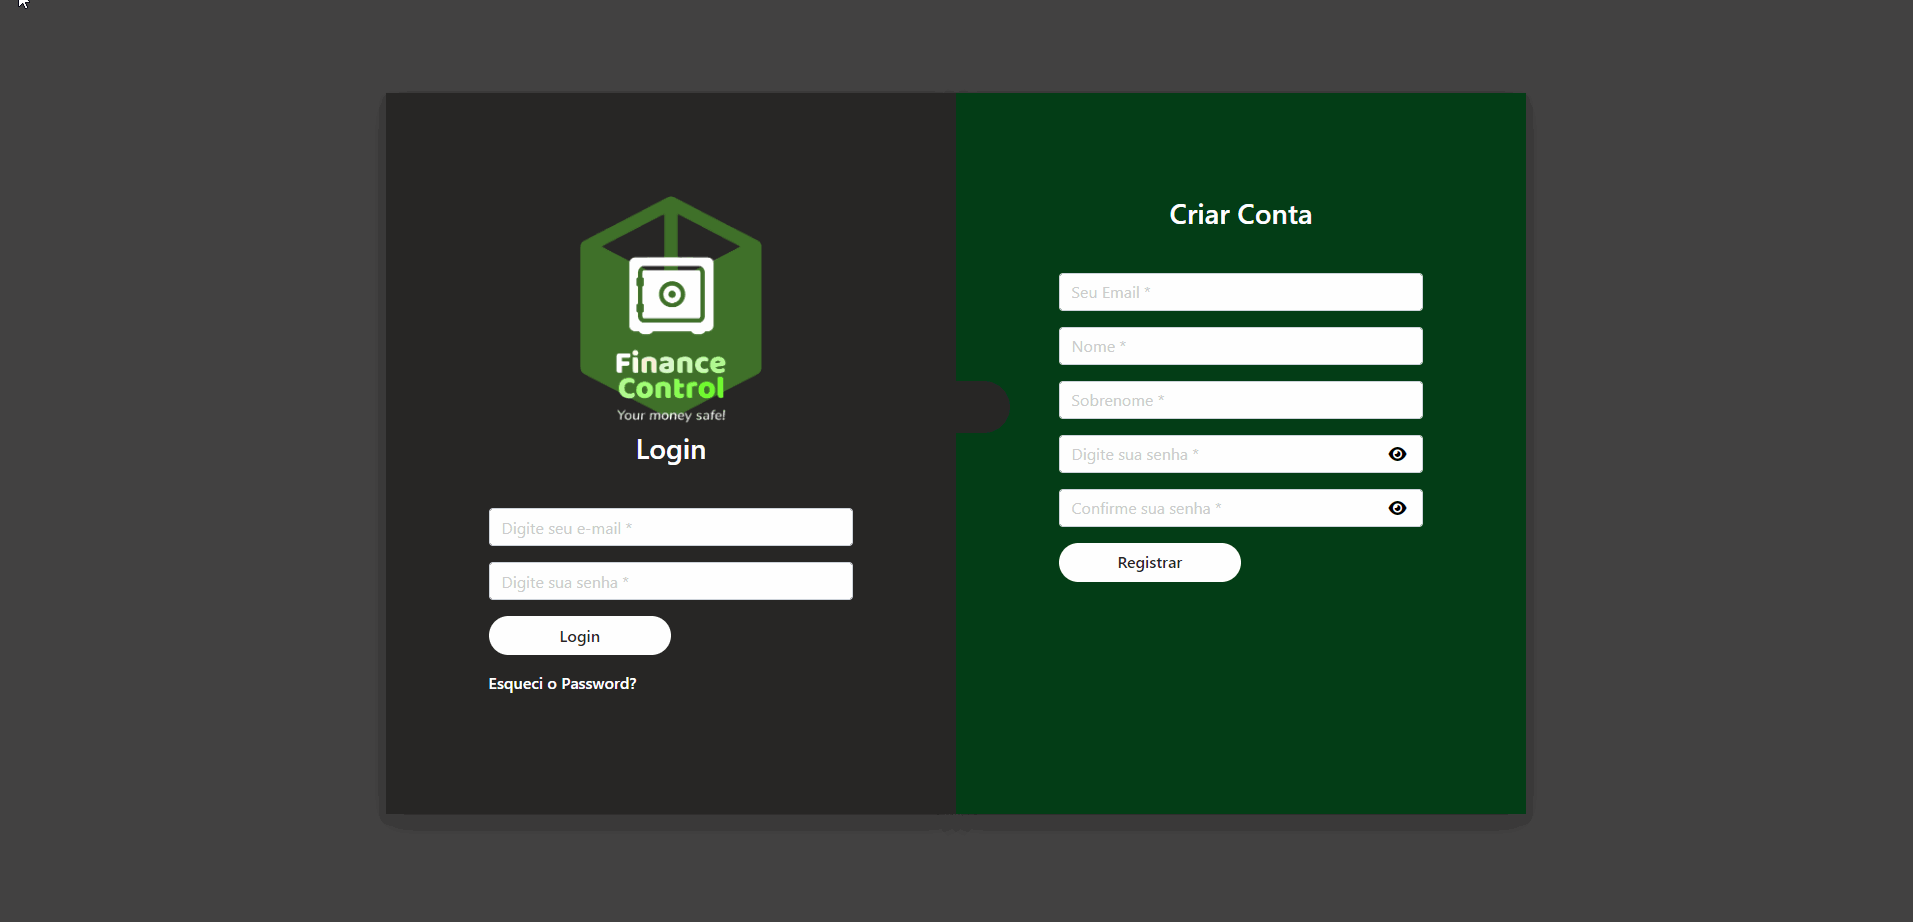 Finance
Control
Your money safe!
Login
Digite seu e-mail *
Digite sua senha *
Login
Esqueci o Password?
Criar Conta
Seu Email *
Nome *
Sobrenome *
Digite sua senha *
Confirme sua senha *
Registrar